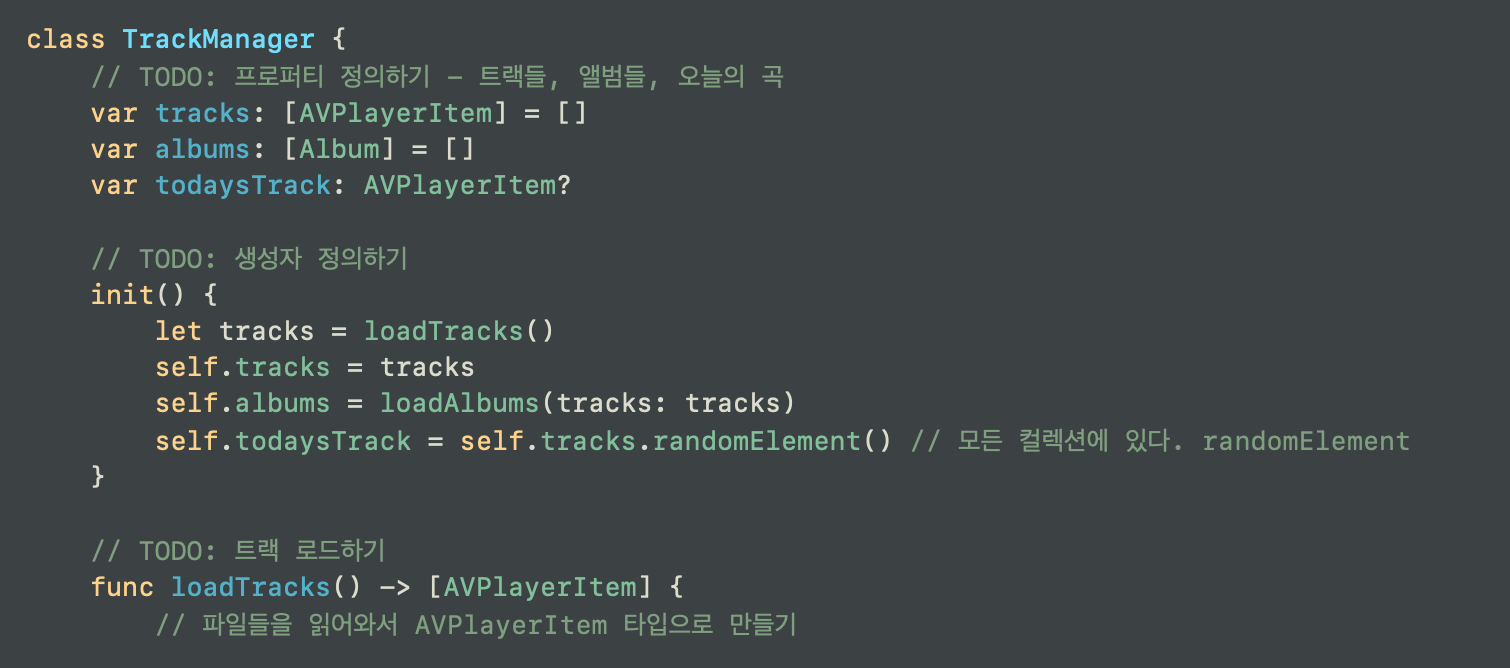 class TrackManager {
    // TODO: 프로퍼티 정의하기 - 트랙들, 앨범들, 오늘의 곡
    var tracks: [AVPlayerItem] = []
    var albums: [Album] = []
    var todaysTrack: AVPlayerItem?

    // TODO: 생성자 정의하기
    init() {
        let tracks = loadTracks()
        self.tracks = tracks
        self.albums = loadAlbums(tracks: tracks)
        self.todaysTrack = self.tracks.randomElement() // 모든 컬렉션에 있다. randomElement
    }

    // TODO: 트랙 로드하기
    func loadTracks() -> [AVPlayerItem] {
        // 파일들을 읽어와서 AVPlayerItem 타입으로 만들기